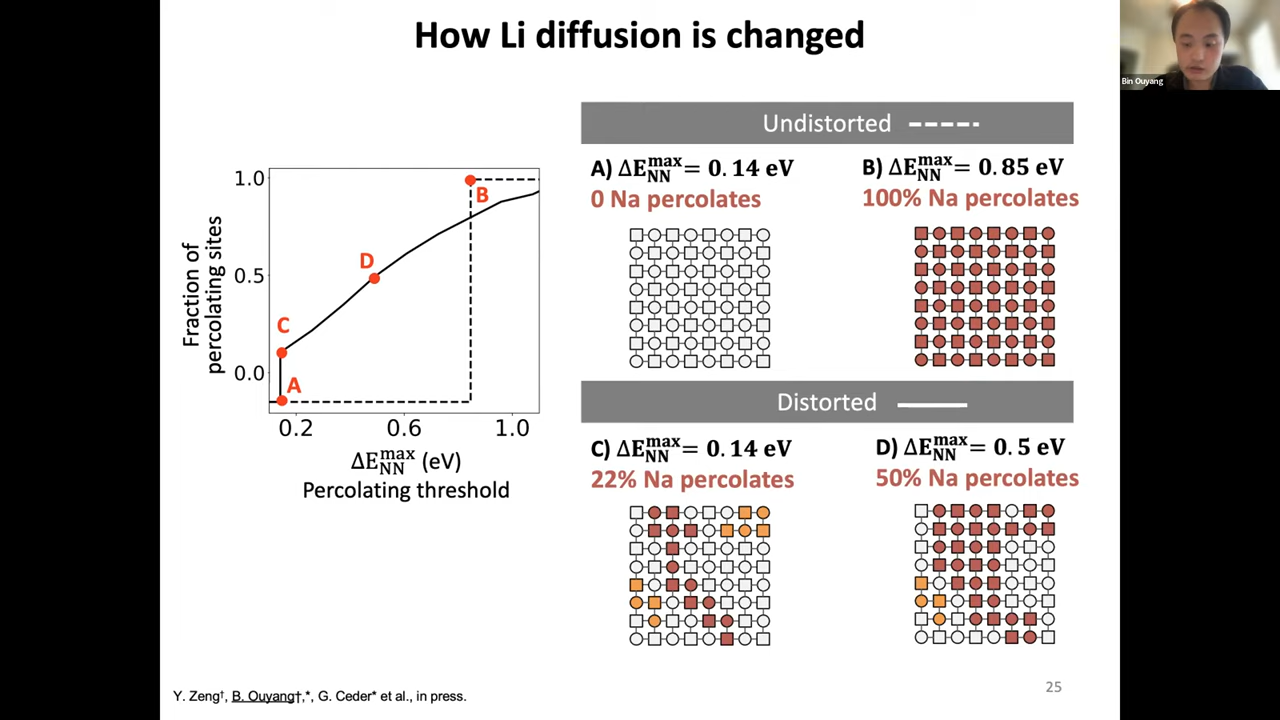 How Li diffusion is changed
Bin Ouyang
Undistorted
A) ΔE_NN^max = 0.14 eV
0 Na percolates
B) ΔE_NN^max = 0.85 eV
100% Na percolates
Fraction of
percolating sites
1.0
0.5
0.0
B
D
C
A
0.2 0.6 1.0
ΔE_NN^max (eV)
Percolating threshold
Distorted
C) ΔE_NN^max = 0.14 eV
22% Na percolates
D) ΔE_NN^max = 0.5 eV
50% Na percolates
Y. Zeng†, B. Ouyang†,*, G. Ceder* et al., in press.
25